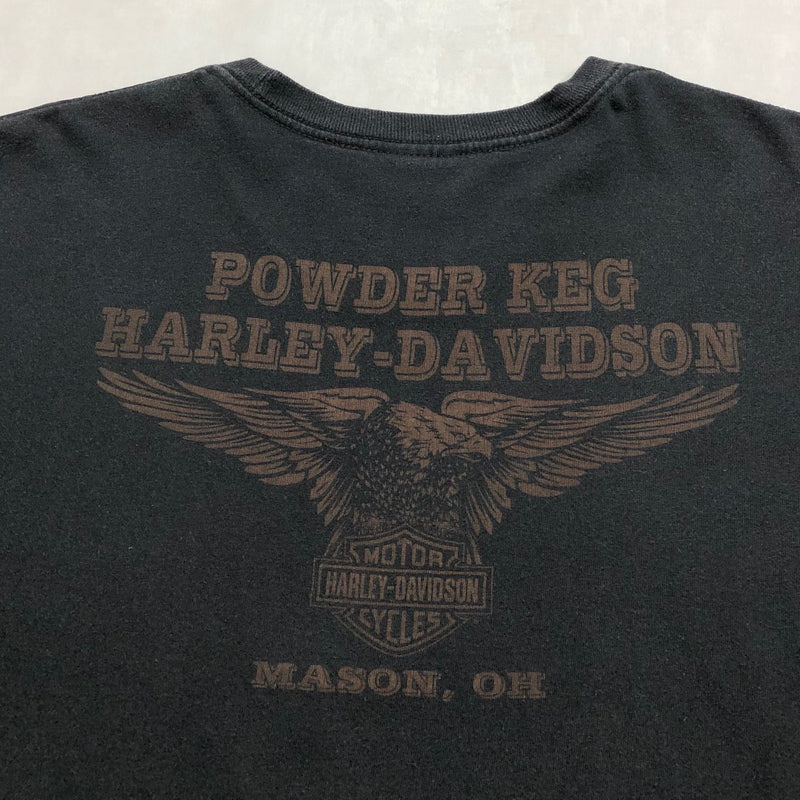 POWDER KEG
HARLEY-DAVIDSON
MOTOR
HARLEY-DAVIDSON
CYCLES
MASON, OH